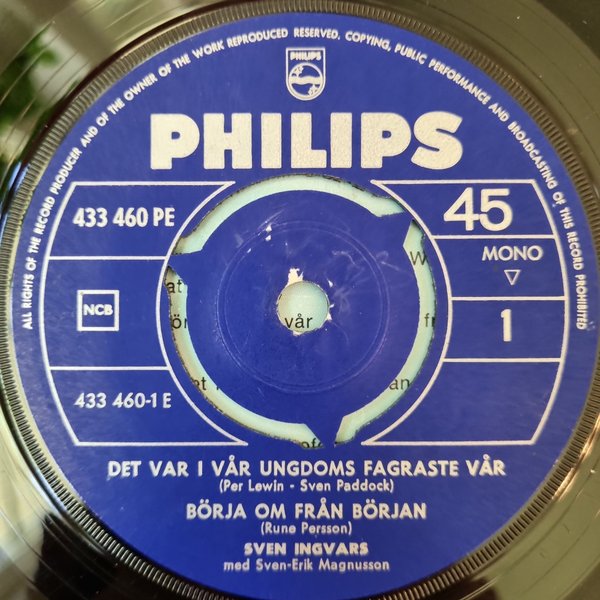 ALL RIGHTS OF THE RECORD PRODUCER AND OF THE OWNER OF THE WORK REPRODUCED RESERVED. COPYING, PUBLIC PERFORMANCE AND BROADCASTING OF THIS RECORD PROHIBITED
PHILIPS
PHILIPS
433 460 PE
45
MONO
NCB
1
vår
433 460-1 E
DET VAR I VÅR UNGDOMS FAGRASTE VÅR
(Per Lewin - Sven Paddock)
BÖRJA OM FRÅN BÖRJAN
(Rune Persson)
SVEN INGVARS
med Sven-Erik Magnusson